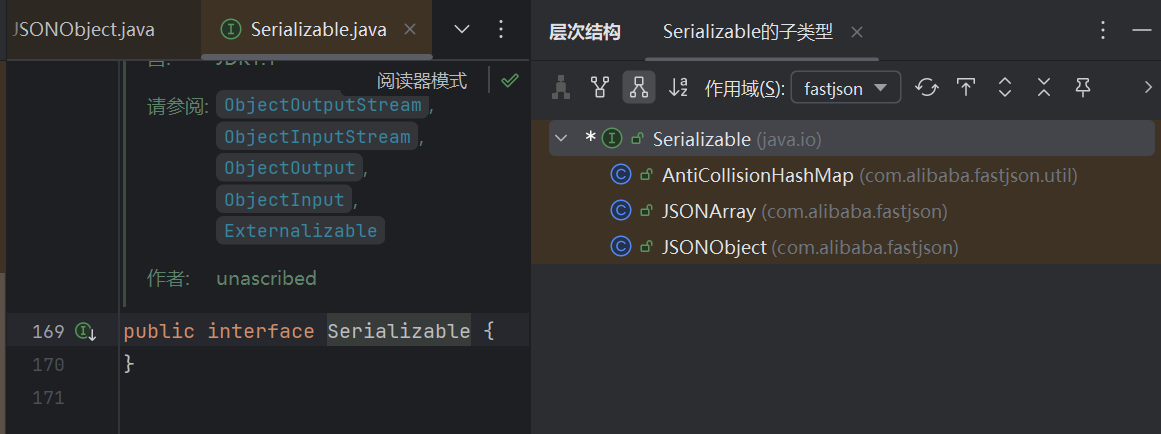 JSONObject.java
Serializable.java
阅读器模式
请参阅: ObjectOutputStream,
ObjectInputStream,
ObjectOutput,
ObjectInput,
Externalizable
作者: unascribed
169 public interface Serializable {
170 }
171
层次结构 Serializable的子类型
作用域(S): fastjson
* Serializable (java.io)
AntiCollisionHashMap (com.alibaba.fastjson.util)
JSONArray (com.alibaba.fastjson)
JSONObject (com.alibaba.fastjson)